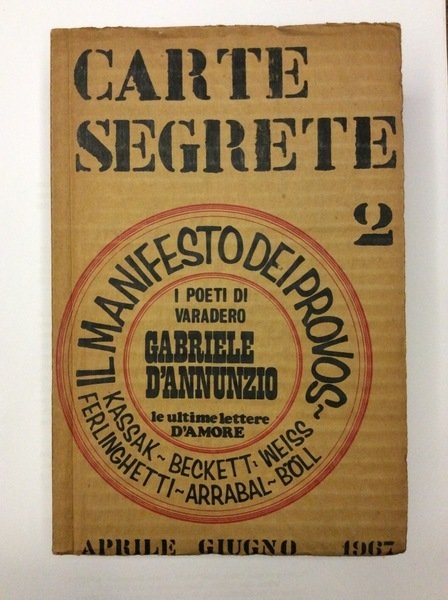 CARTE
SEGRETE
2
IL MANIFESTO DEI PROVOS~
I POETI DI
VARADERO
GABRIELE
D'ANNUNZIO
le ultime lettere
D'AMORE
KASSAK~BECKETT: WEISS
FERLINGHETTI~ARRABAL~BÖLL
APRILE GIUGNO 1967